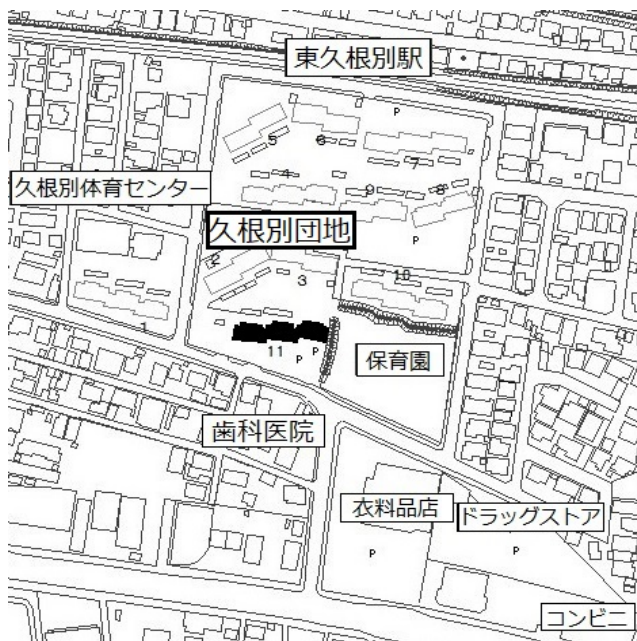 東久根別駅
P
5
6
7
4
9
8
久根別体育センター
久根別団地
P
2
3
10
1
11
P
P
保育園
歯科医院
衣料品店
ドラッグストア
P
P
コンビニ